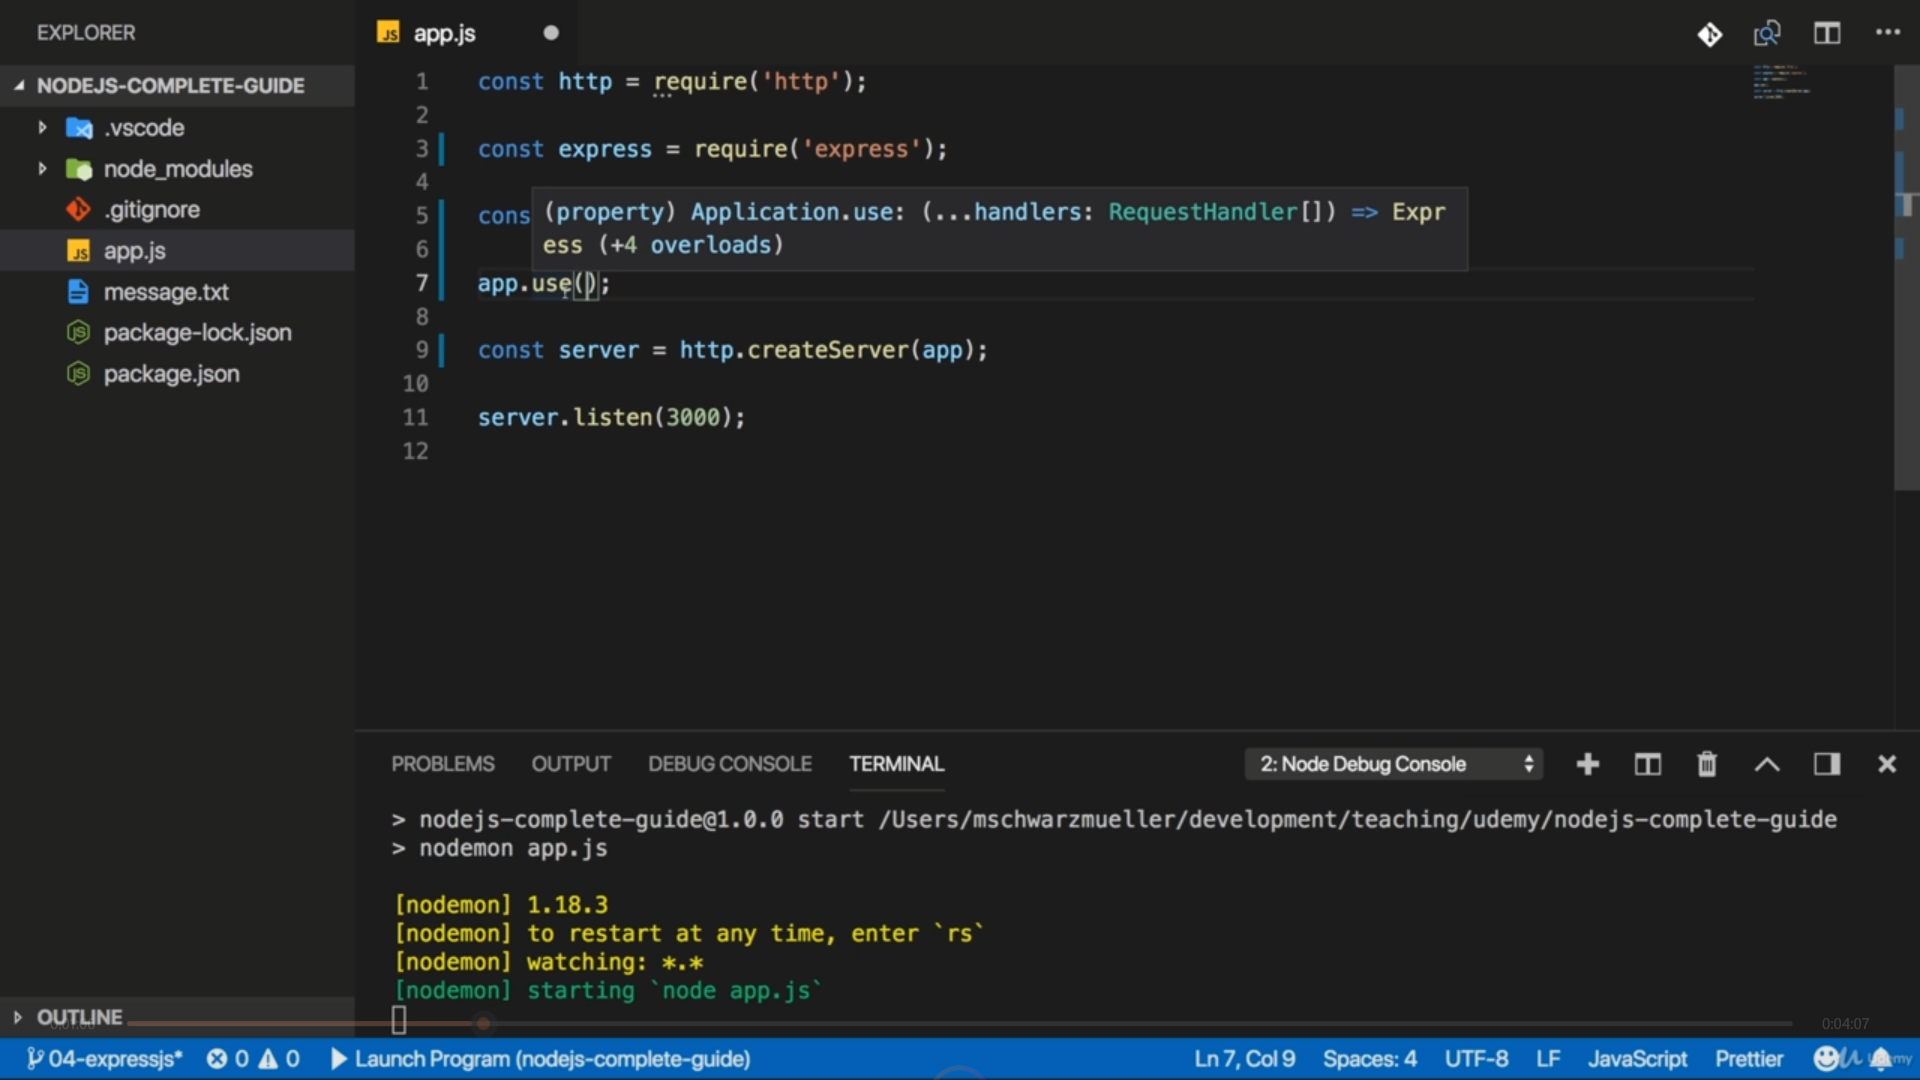 EXPLORER
NODEJS-COMPLETE-GUIDE
.vscode
node_modules
.gitignore
JS app.js
message.txt
package-lock.json
package.json
OUTLINE
JS app.js
1 const http = require('http');
2
3 const express = require('express');
4
5 cons
(property) Application.use: (...handlers: RequestHandler[]) => Expr
ess (+4 overloads)
6
7 app.use();
8
9 const server = http.createServer(app);
10
11 server.listen(3000);
12
PROBLEMS OUTPUT DEBUG CONSOLE TERMINAL 2: Node Debug Console
> nodejs-complete-guide@1.0.0 start /Users/mschwarzmueller/development/teaching/udemy/nodejs-complete-guide
> nodemon app.js
[nodemon] 1.18.3
[nodemon] to restart at any time, enter `rs`
[nodemon] watching: *.*
[nodemon] starting `node app.js`
0:04:07
04-expressjs* 0 0 Launch Program (nodejs-complete-guide) Ln 7, Col 9 Spaces: 4 UTF-8 LF JavaScript Prettier